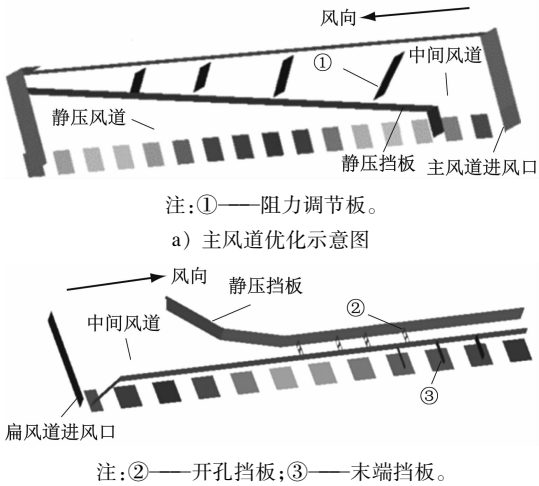 风向
①
中间风道
静压风道
静压挡板
主风道进风口
注:①——阻力调节板。
a) 主风道优化示意图
风向
静压挡板
②
中间风道
③
扁风道进风口
注:②——开孔挡板;③——末端挡板。